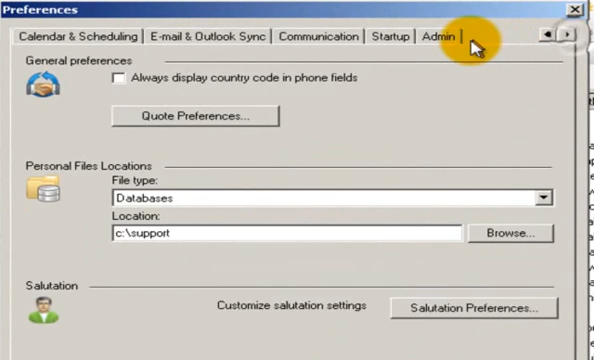 Preferences
Calendar & Scheduling E-mail & Outlook Sync Communication Startup Admin
General preferences
Always display country code in phone fields
Quote Preferences...
Personal Files Locations
File type:
Databases
Location:
c:\support
Browse...
Salutation
Customize salutation settings
Salutation Preferences...